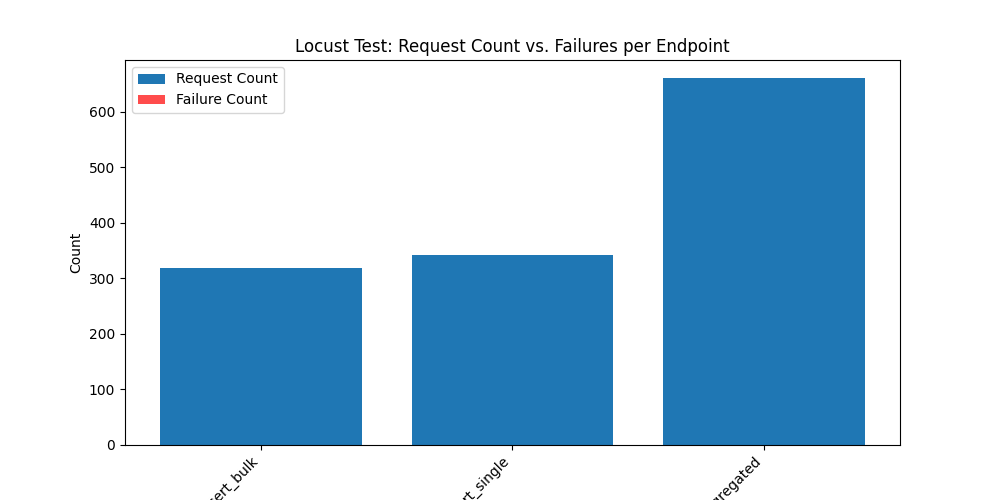 Locust Test: Request Count vs. Failures per Endpoint
Request Count
Failure Count
Count
600
500
400
300
200
100
0
ert_bulk
rt_single
gregated